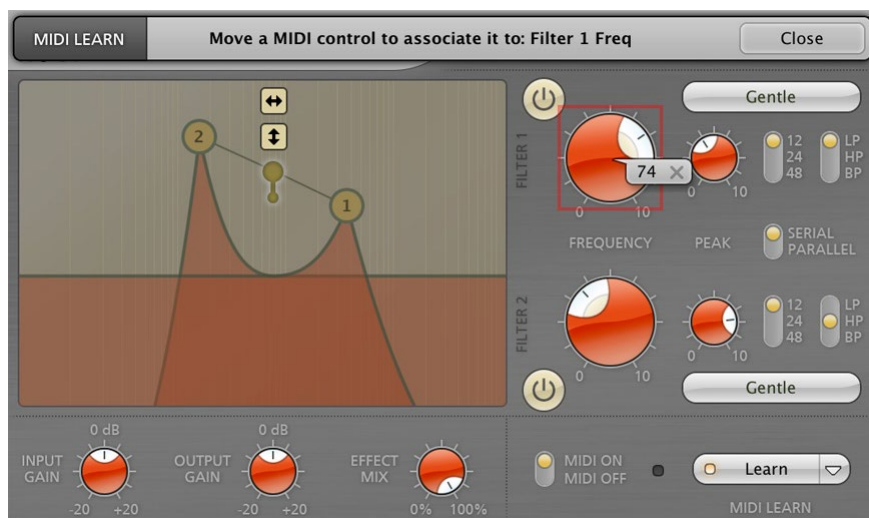 MIDI LEARN
Move a MIDI control to associate it to: Filter 1 Freq
Close
2
1
FILTER 1
74
0
10
FREQUENCY
Gentle
0
10
PEAK
12
24
48
LP
HP
BP
SERIAL
PARALLEL
FILTER 2
0
10
0
10
12
24
48
LP
HP
BP
Gentle
INPUT
GAIN
0 dB
-20
+20
OUTPUT
GAIN
0 dB
-20
+20
EFFECT
MIX
0%
100%
MIDI ON
MIDI OFF
Learn
MIDI LEARN